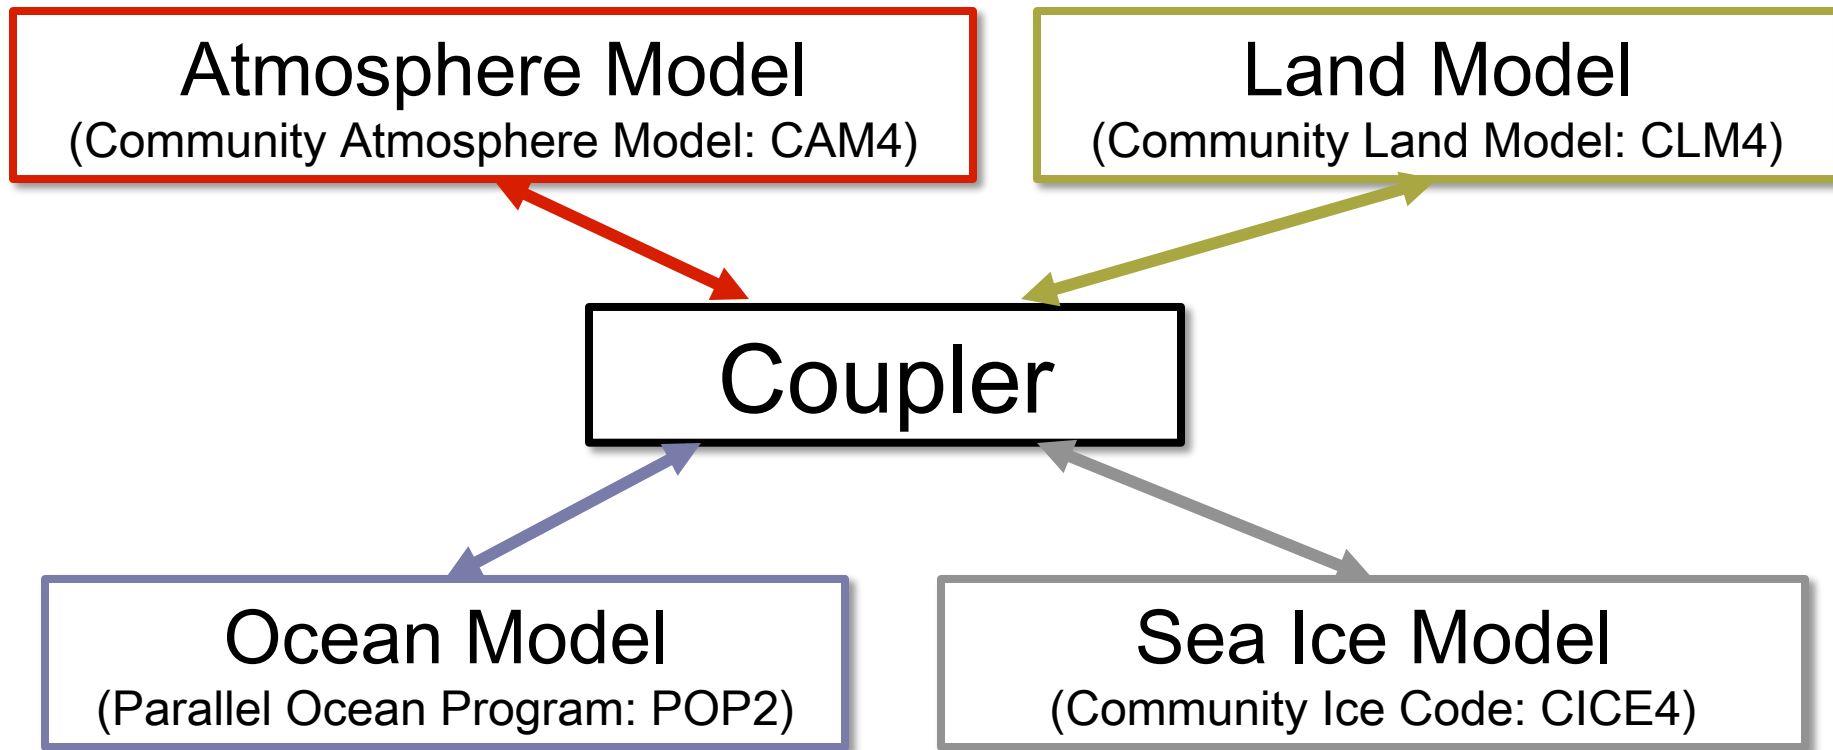 Atmosphere Model
(Community Atmosphere Model: CAM4)
Land Model
(Community Land Model: CLM4)
Coupler
Ocean Model
(Parallel Ocean Program: POP2)
Sea Ice Model
(Community Ice Code: CICE4)